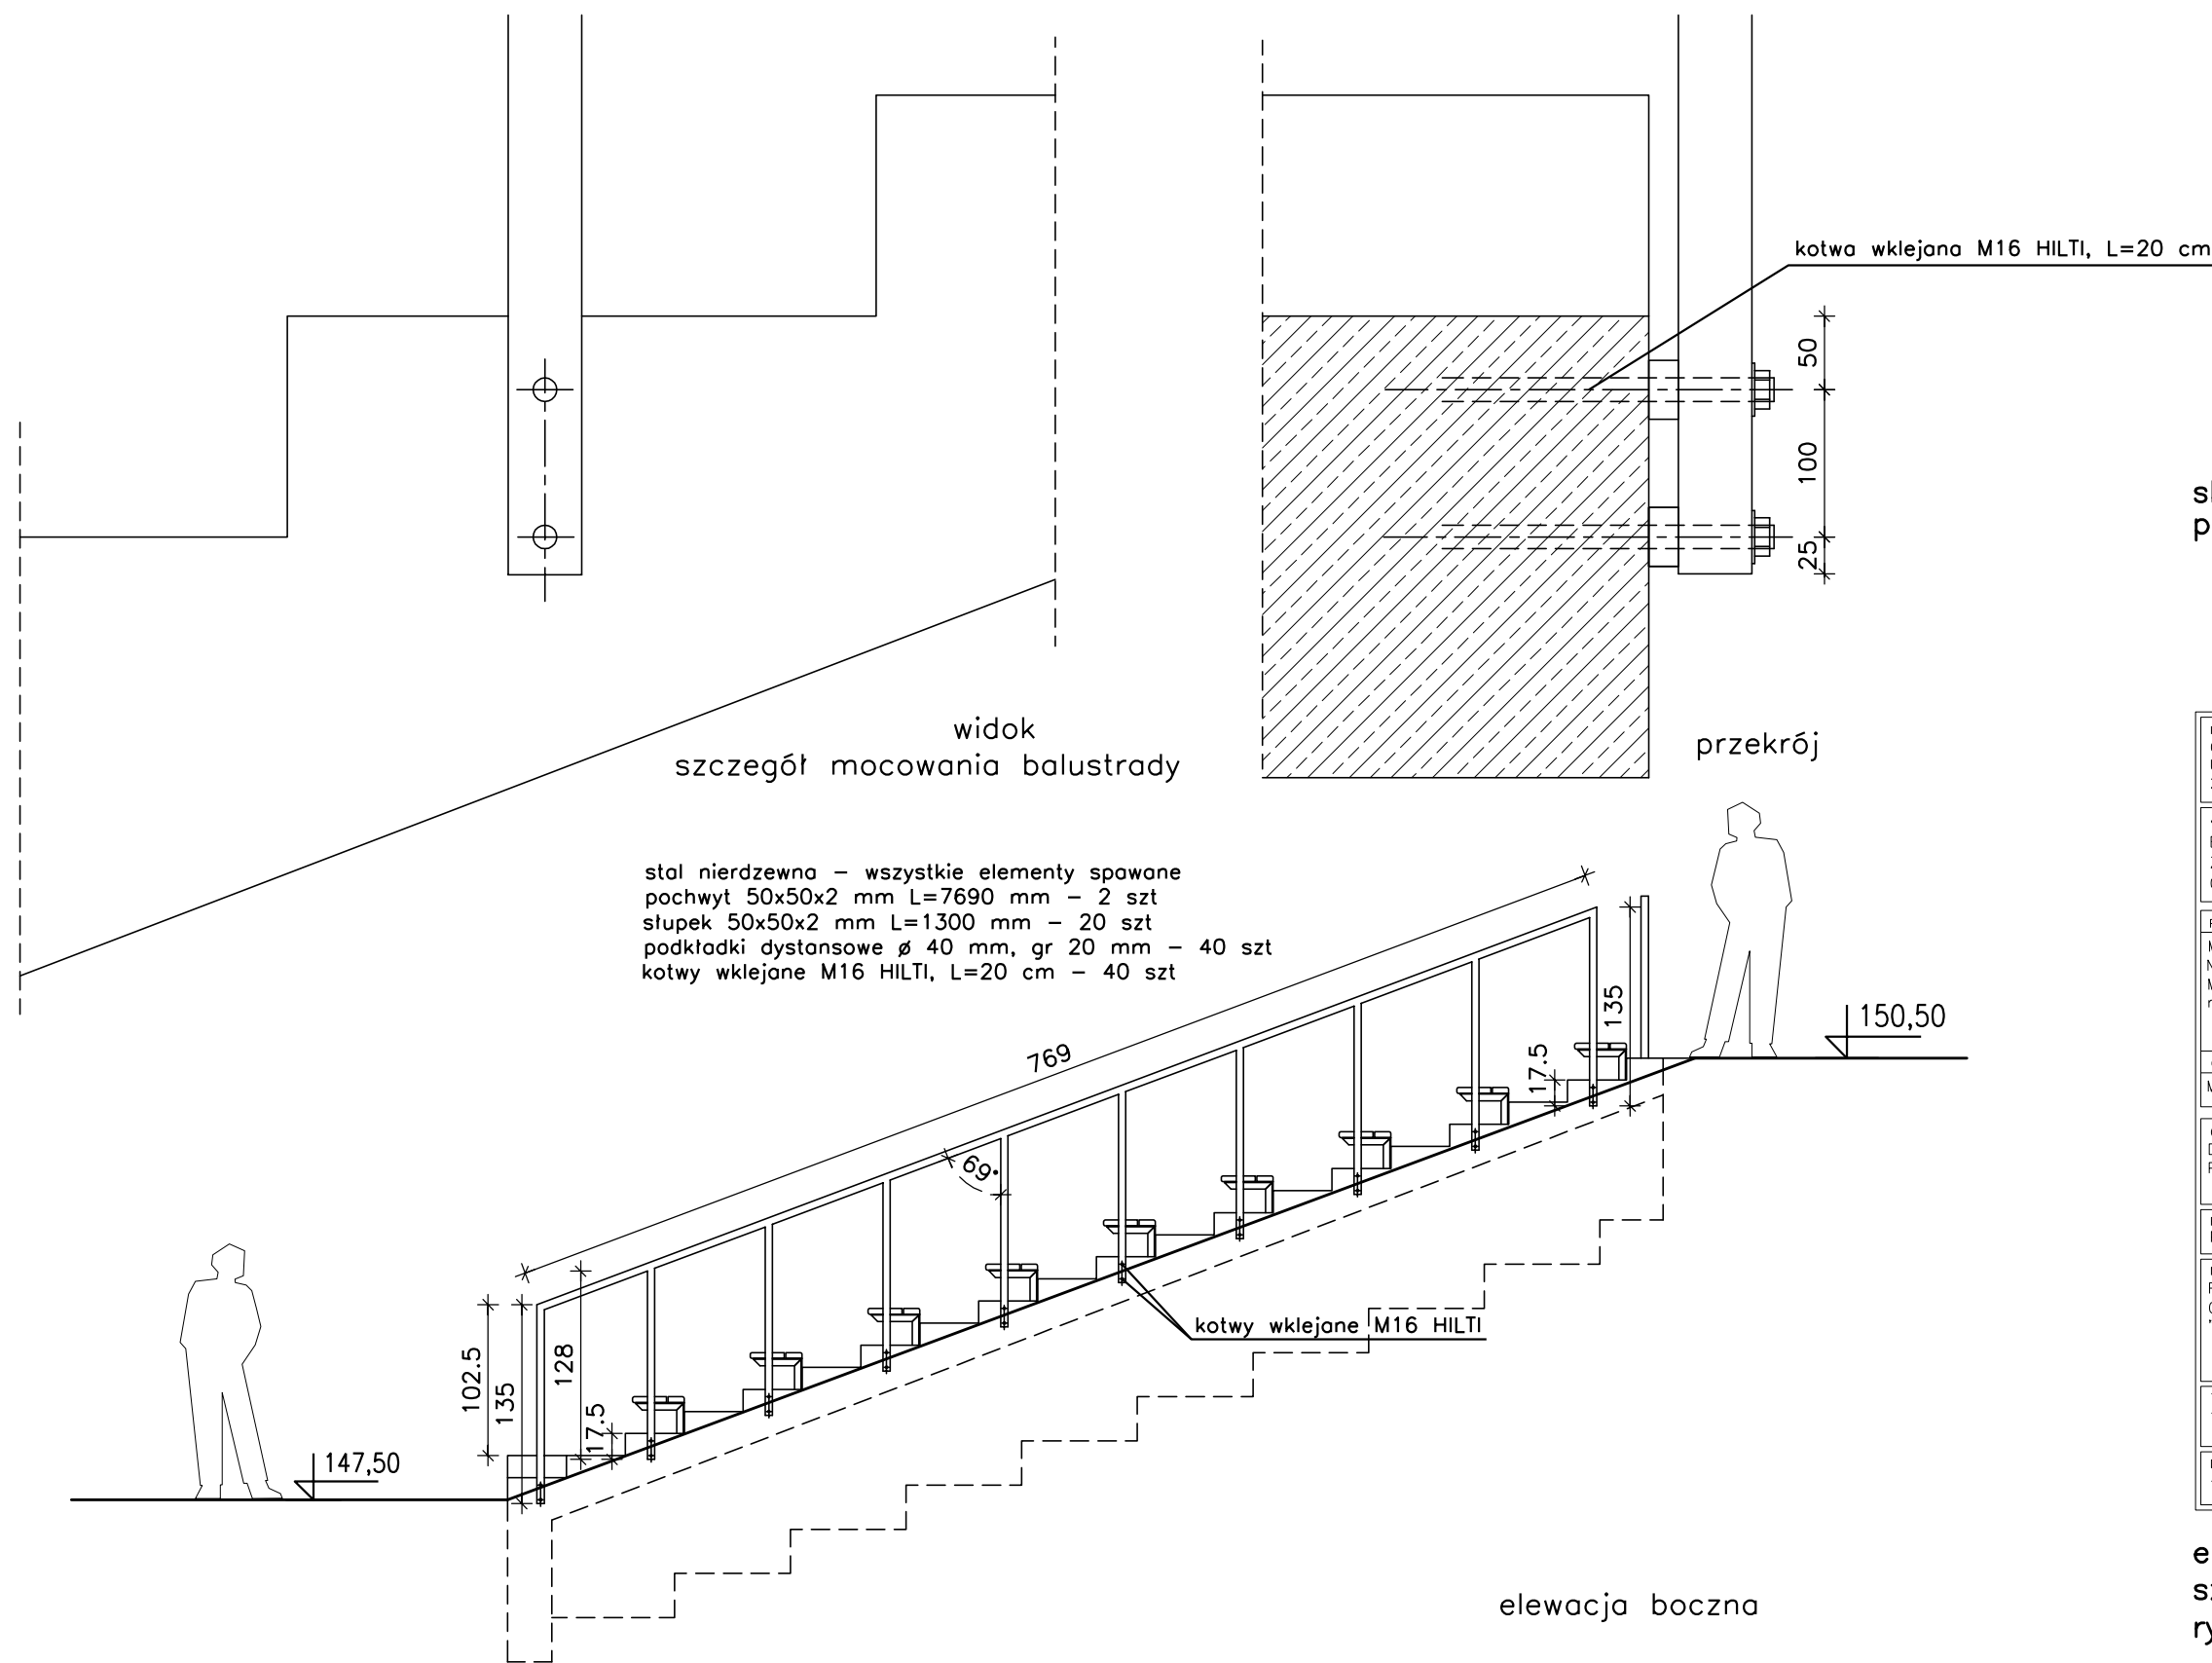 kotwa wklejana M16 HILTI, L=20 cm
50
100
25
widok
szczegół mocowania balustrady
przekrój
stal nierdzewna – wszystkie elementy spawane
pochwyt 50x50x2 mm L=7690 mm – 2 szt
słupek 50x50x2 mm L=1300 mm – 20 szt
podkładki dystansowe ø 40 mm, gr 20 mm – 40 szt
kotwy wklejane M16 HILTI, L=20 cm – 40 szt
135
150,50
17.5
769
69°
kotwy wklejane M16 HILTI
102.5
135
128
17.5
147,50
elewacja boczna